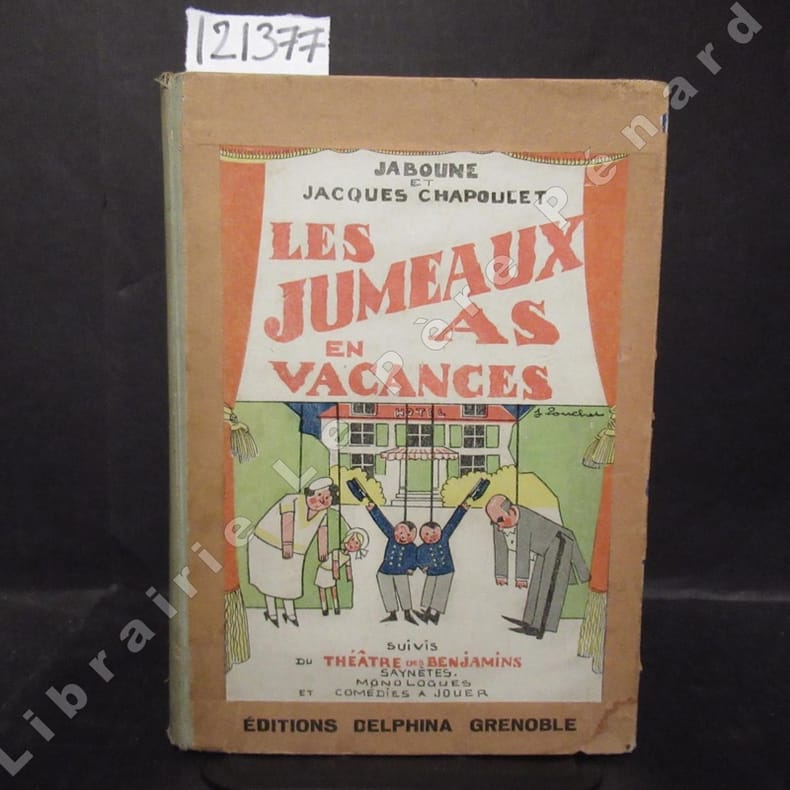 121377
JABOUNE
ET
JACQUES CHAPOULET
LES
JUMEAUX
AS
EN
VACANCES
HOTEL
SUIVIS
DU THÉÂTRE DES BENJAMINS
SAYNÈTES.
MONOLOGUES
ET COMÉDIES A JOUER
ÉDITIONS DELPHINA GRENOBLE
Librairie Le Père Pénard